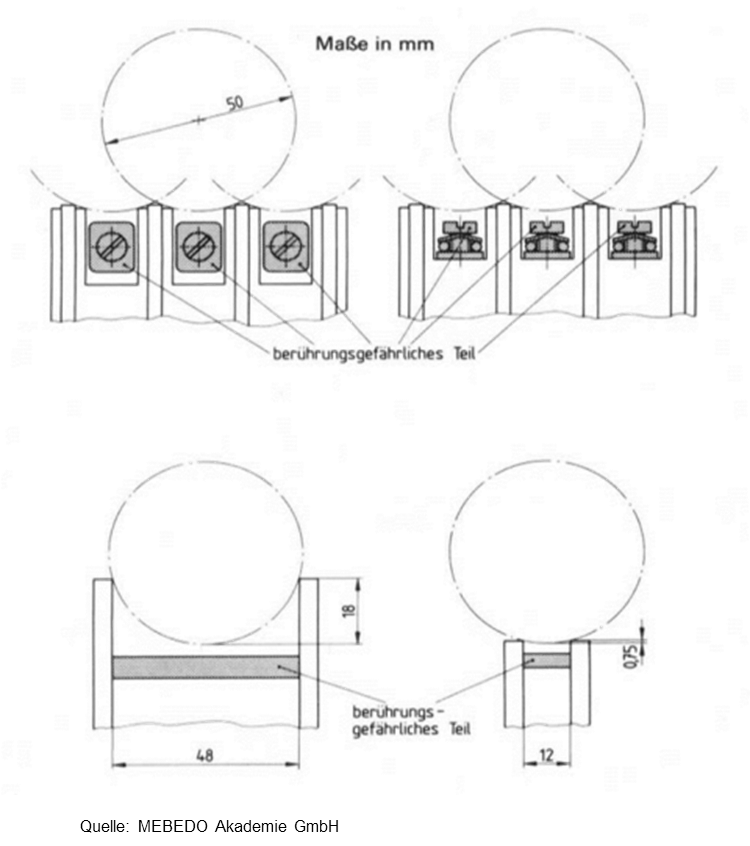 Maße in mm
50
berührungsgefährliches Teil
18
0,75
berührungs-
gefährliches Teil
48
12
Quelle: MEBEDO Akademie GmbH